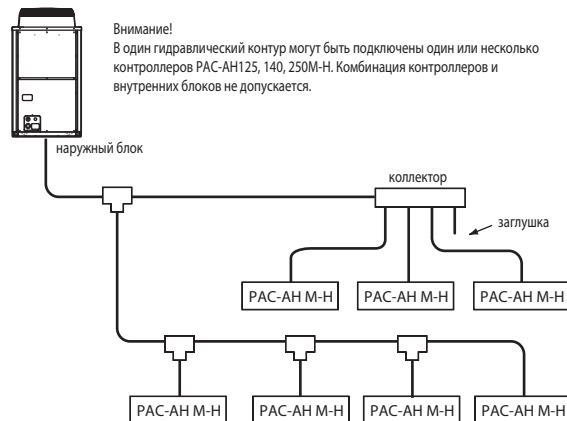 Внимание!
В один гидравлический контур могут быть подключены один или несколько
контроллеров PAC-AH125, 140, 250M-H. Комбинация контроллеров и
внутренних блоков не допускается.
наружный блок
коллектор
заглушка
PAC-AH M-H
PAC-AH M-H
PAC-AH M-H
PAC-AH M-H
PAC-AH M-H
PAC-AH M-H
PAC-AH M-H